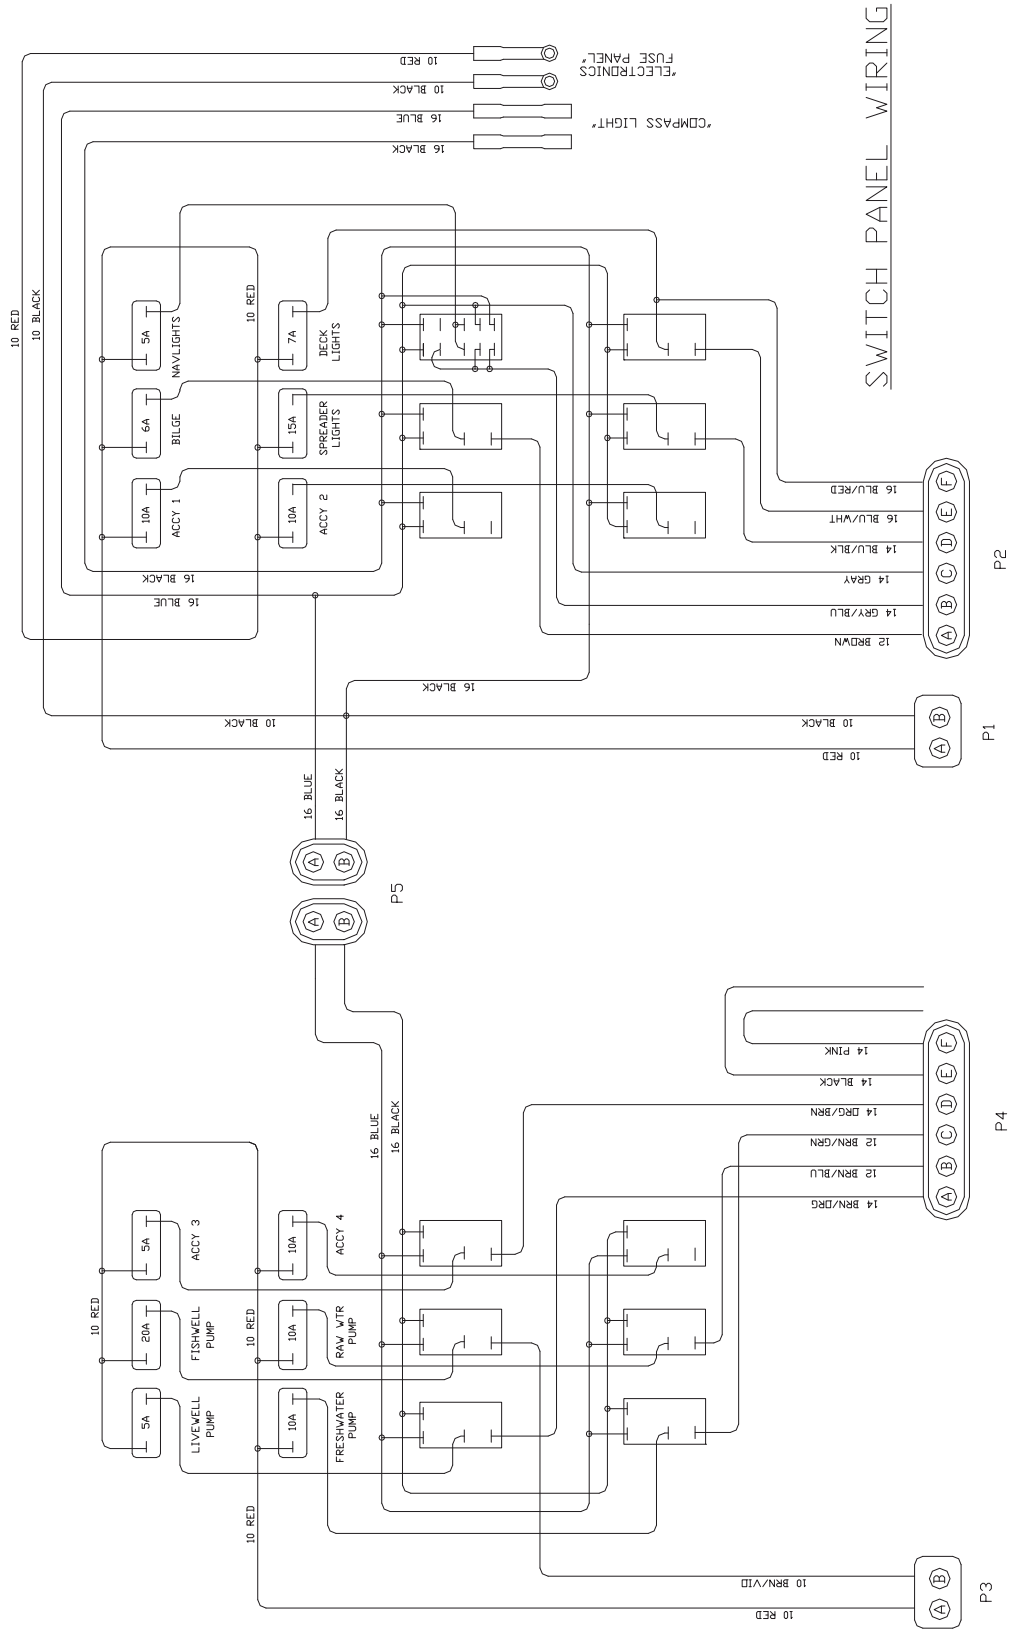 SWITCH PANEL WIRING
10 RED
10 BLACK
16 BLUE
16 BLACK
"ELECTRONICS
FUSE PANEL"
"COMPASS LIGHT"
10 RED
10 BLACK
5A
NAVLIGHTS
6A
BILGE
10A
ACCY 1
10 RED
7A
DECK
LIGHTS
15A
SPREADER
LIGHTS
10A
ACCY 2
16 BLACK
16 BLUE
16 BLU/RED
16 BLU/WHT
14 BLU/BLK
14 GRAY
14 GRY/BLU
12 BROWN
F
E
D
C
B
A
P2
16 BLACK
10 BLACK
10 BLACK
10 RED
B
A
P1
16 BLUE
16 BLACK
A
B
P5
A
B
16 BLUE
16 BLACK
14 PINK
14 BLACK
14 ORG/BRN
12 BRN/GRN
12 BRN/BLU
14 BRN/ORG
F
E
D
C
B
A
P4
10 RED
5A
ACCY 3
20A
FISHWELL
PUMP
5A
LIVEWELL
PUMP
10A
ACCY 4
10 RED
10A
RAW WTR
PUMP
10A
FRESHWATER
PUMP
10 RED
10 BRN/VIO
10 RED
B
A
P3